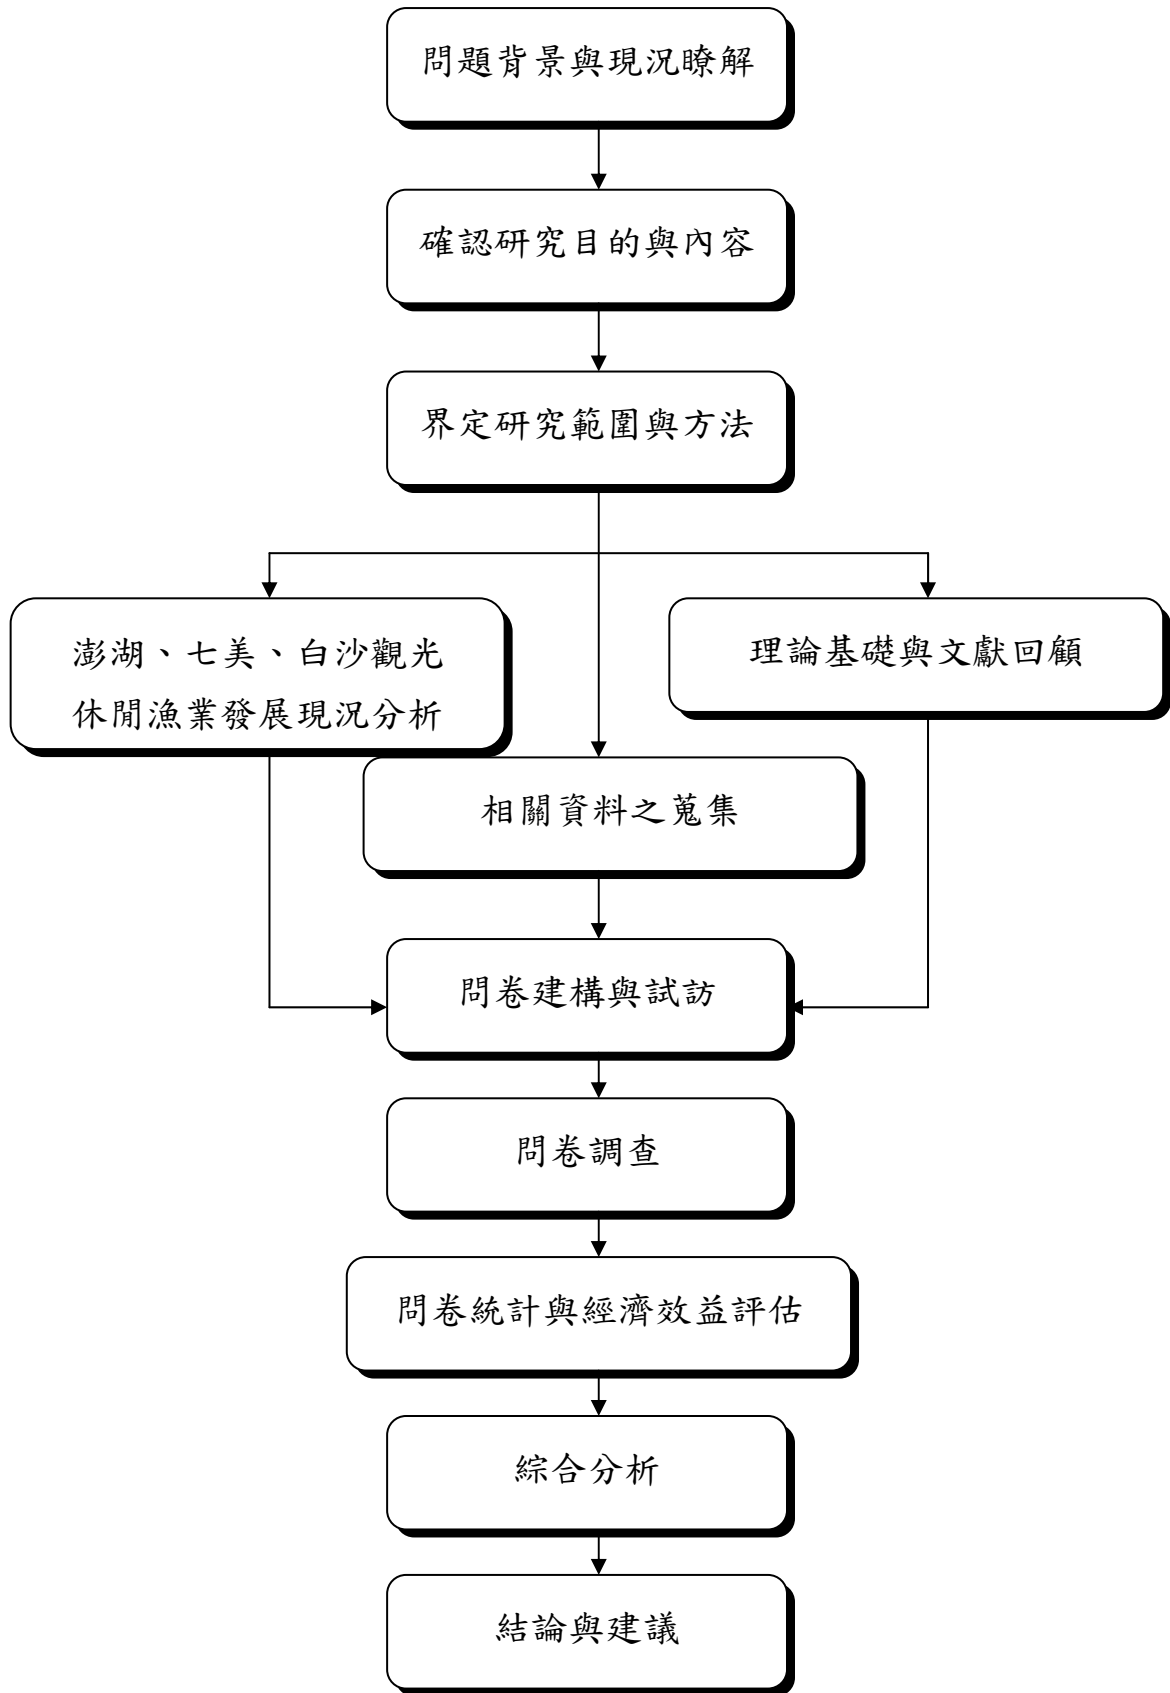 問題背景與現況瞭解
確認研究目的與內容
界定研究範圍與方法
澎湖、七美、白沙觀光
休閒漁業發展現況分析
理論基礎與文獻回顧
相關資料之蒐集
問卷建構與試訪
問卷調查
問卷統計與經濟效益評估
綜合分析
結論與建議